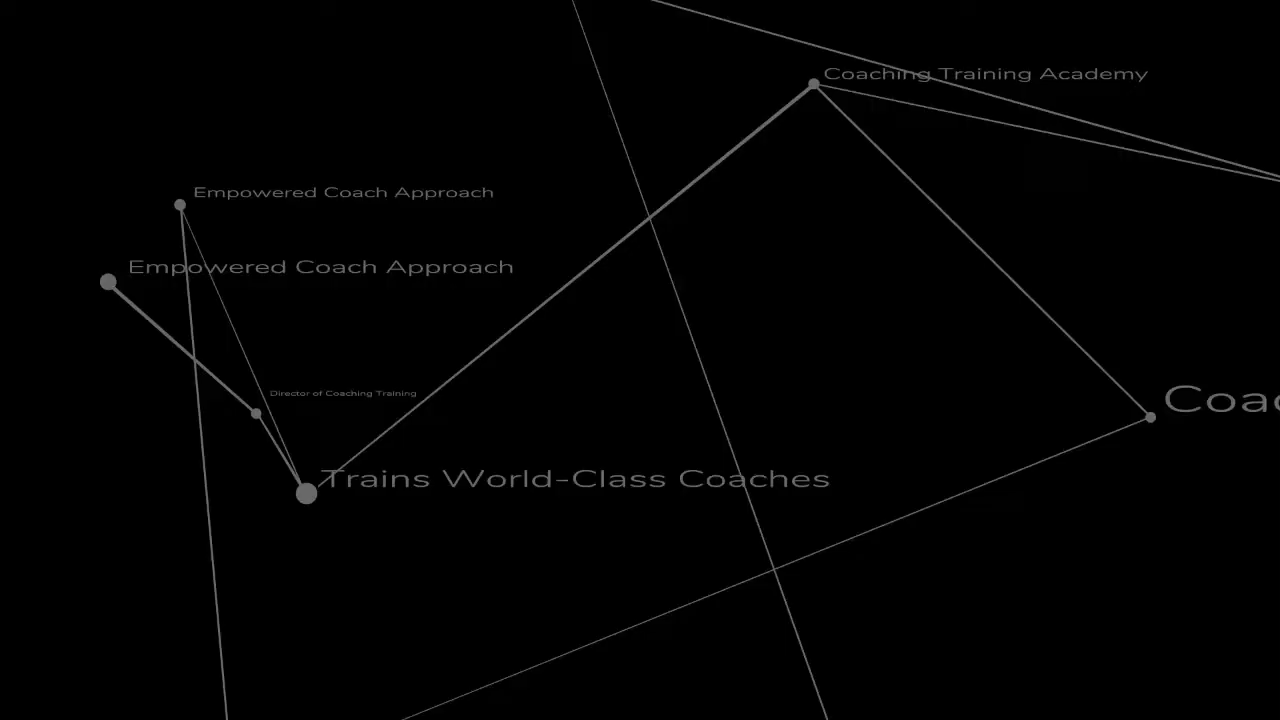 Coaching Training Academy
Empowered Coach Approach
Empowered Coach Approach
Director of Coaching Training
Trains World-Class Coaches